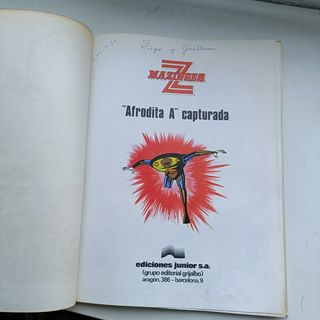 Diego y Guillermo
MAZINGER
Z
"Afrodita A" capturada
ediciones junior s.a.
(grupo editorial grijalbo)
aragón, 386 - barcelona, 9